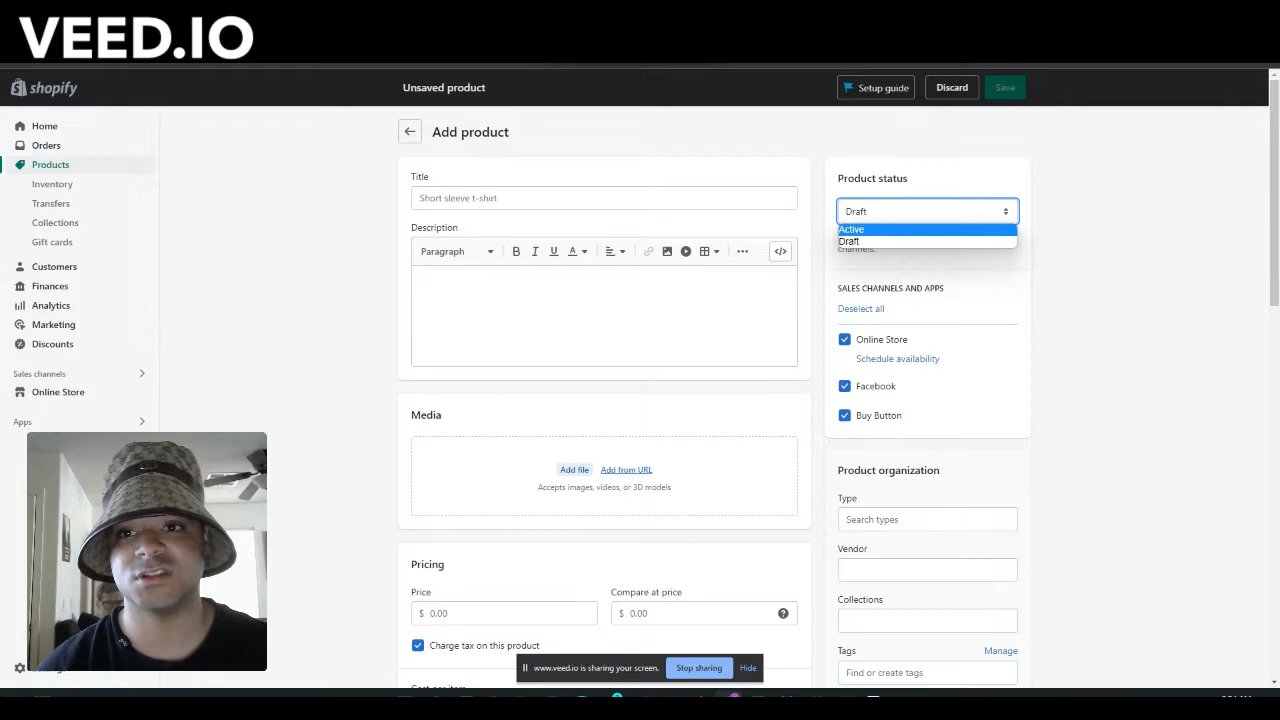 VEED.IO
shopify
Unsaved product
Setup guide
Discard
Save
Home
Orders
Products
Inventory
Transfers
Collections
Gift cards
Customers
Finances
Analytics
Marketing
Discounts
Sales channels
Online Store
Apps
Add product
Title
Short sleeve t-shirt
Description
Paragraph
B I U A
Media
Add file Add from URL
Accepts images, videos, or 3D models
Pricing
Price
Compare at price
$ 0.00
$ 0.00
Charge tax on this product
Product status
Draft
Active
Draft
channels.
SALES CHANNELS AND APPS
Deselect all
Online Store
Schedule availability
Facebook
Buy Button
Product organization
Type
Search types
Vendor
Collections
Tags
Manage
Find or create tags
www.veed.io is sharing your screen.
Stop sharing
Hide